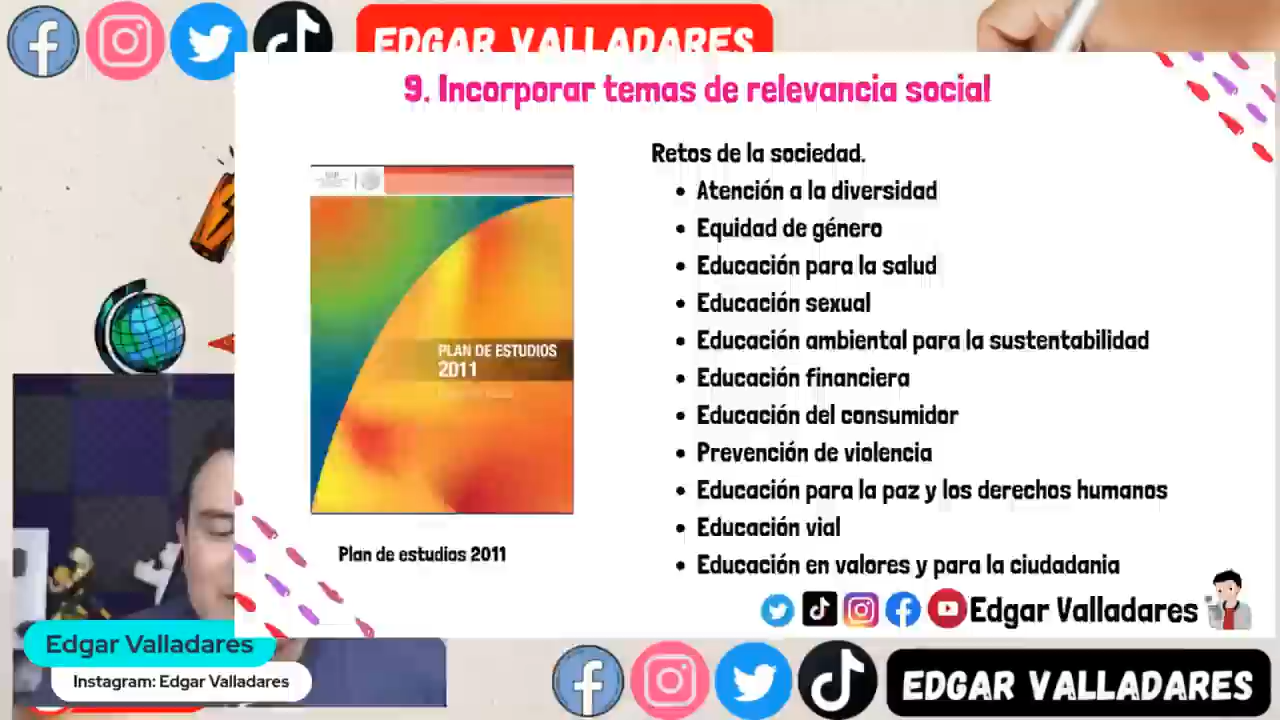 EDGAR VALLADARES
9. Incorporar temas de relevancia social
Retos de la sociedad.
• Atención a la diversidad
• Equidad de género
• Educación para la salud
• Educación sexual
• Educación ambiental para la sustentabilidad
• Educación financiera
• Educación del consumidor
• Prevención de violencia
• Educación para la paz y los derechos humanos
• Educación vial
• Educación en valores y para la ciudadania
PLAN DE ESTUDIOS
2011
Plan de estudios 2011
Edgar Valladares
Edgar Valladares
Instagram: Edgar Valladares
EDGAR VALLADARES